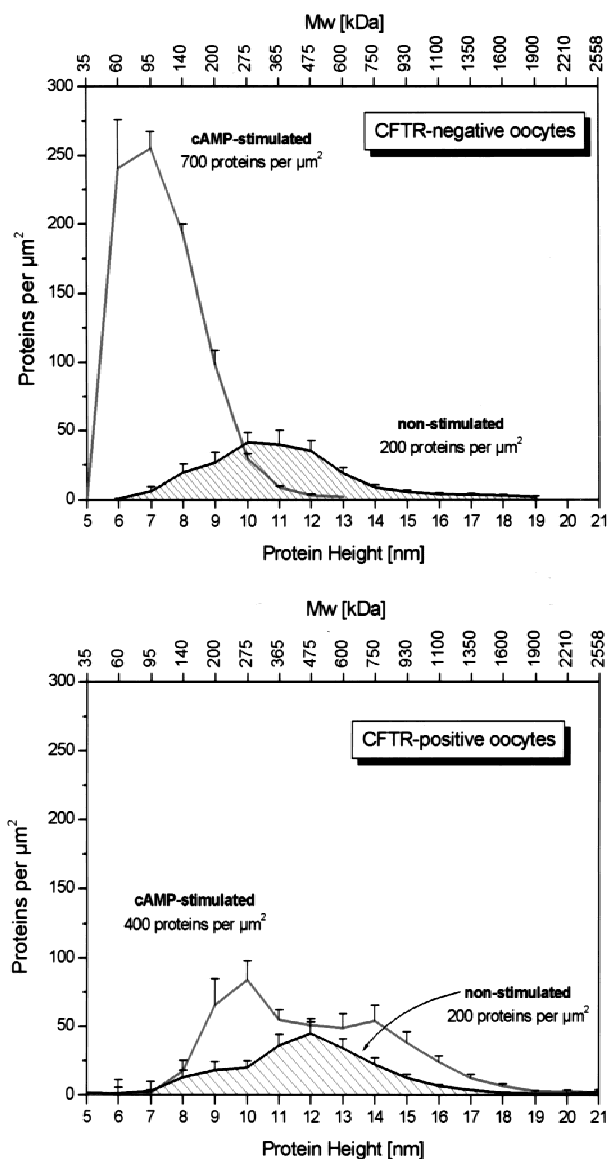 Mw [kDa]
35 60 95 140 200 275 365 475 600 750 930 1100 1350 1600 1900 2210 2558
300
CFTR-negative oocytes
cAMP-stimulated
700 proteins per µm²
250
200
150
100
50
0
Proteins per µm²
non-stimulated
200 proteins per µm²
5 6 7 8 9 10 11 12 13 14 15 16 17 18 19 20 21
Protein Height [nm]
Mw [kDa]
35 60 95 140 200 275 365 475 600 750 930 1100 1350 1600 1900 2210 2558
300
CFTR-positive oocytes
250
200
150
100
50
0
Proteins per µm²
cAMP-stimulated
400 proteins per µm²
non-stimulated
200 proteins per µm²
5 6 7 8 9 10 11 12 13 14 15 16 17 18 19 20 21
Protein Height [nm]